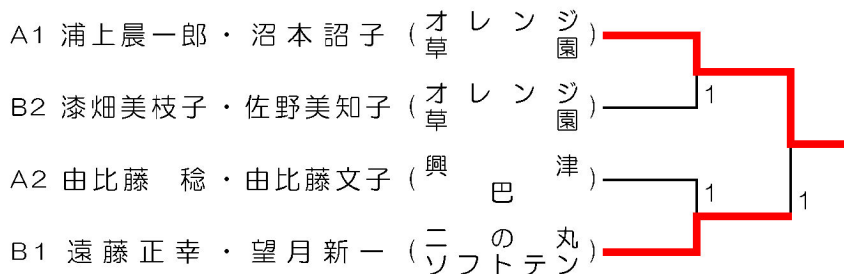 A1 浦上晨一郎・沼本詔子 (オレンジ草園)
B2 漆畑美枝子・佐野美知子 (オレンジ草園)
1
A2 由比藤 稔・由比藤文子 (興津巴)
1
1
B1 遠藤正幸・望月新一 (二の丸ソフトテン)